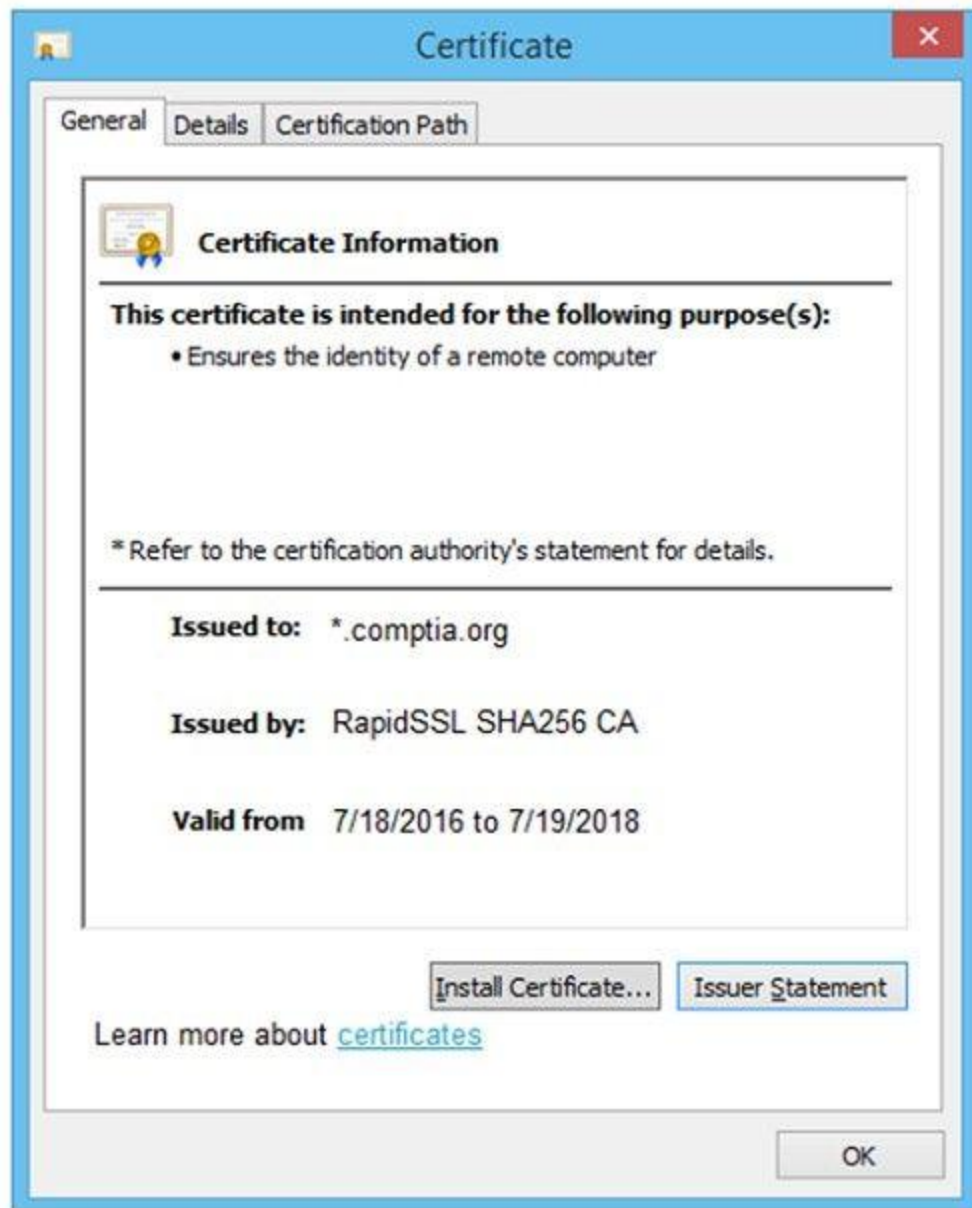 Certificate
General Details Certification Path
Certificate Information
This certificate is intended for the following purpose(s):
• Ensures the identity of a remote computer
* Refer to the certification authority's statement for details.
Issued to: *.comptia.org
Issued by: RapidSSL SHA256 CA
Valid from 7/18/2016 to 7/19/2018
Install Certificate... Issuer Statement
Learn more about certificates
OK